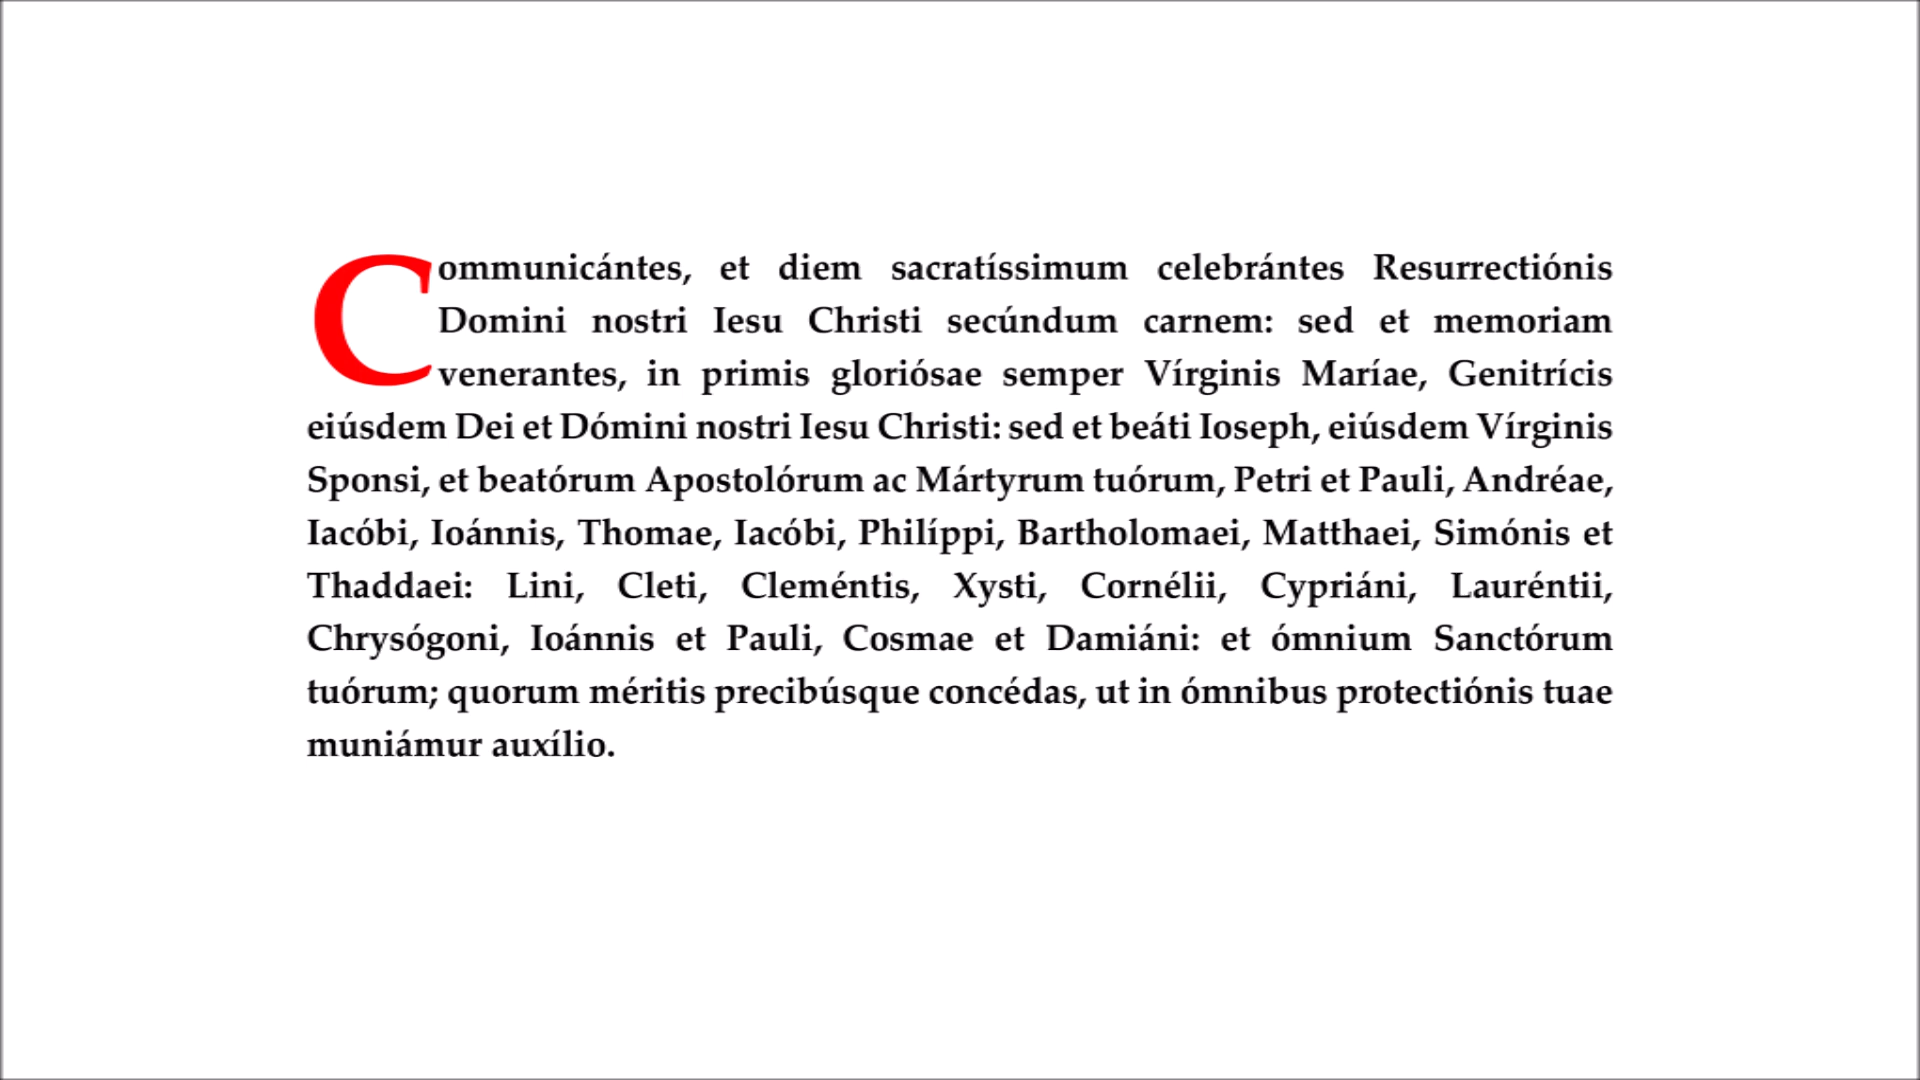 Communicántes, et diem sacratíssimum celebrántes Resurrectiónis
Domini nostri Iesu Christi secúndum carnem: sed et memoriam
venerantes, in primis gloriósae semper Vírginis Maríae, Genitrícis
eiúsdem Dei et Dómini nostri Iesu Christi: sed et beáti Ioseph, eiúsdem Vírginis
Sponsi, et beatórum Apostolórum ac Mártyrum tuórum, Petri et Pauli, Andréae,
Iacóbi, Ioánnis, Thomae, Iacóbi, Philíppi, Bartholomaei, Matthaei, Simónis et
Thaddaei: Lini, Cleti, Cleméntis, Xysti, Cornélii, Cypriáni, Lauréntii,
Chrysógoni, Ioánnis et Pauli, Cosmae et Damiáni: et ómnium Sanctórum
tuórum; quorum méritis precibúsque concédas, ut in ómnibus protectiónis tuae
muniámur auxílio.